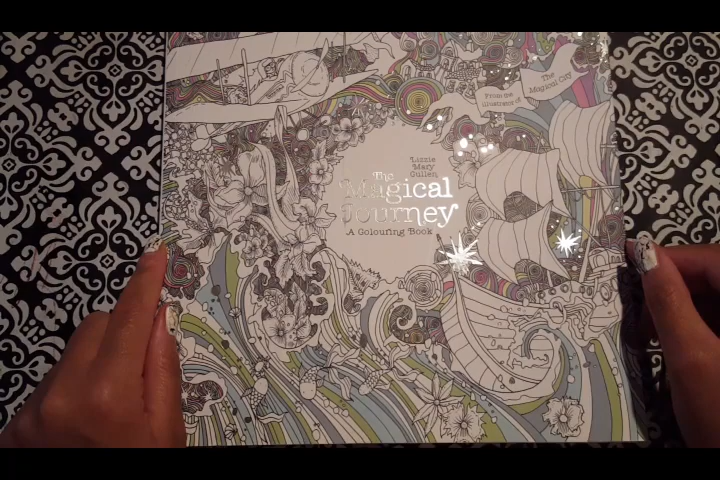 From the
illustrator of
The
Magical City
Lizzie
Mary
Cullen
The
Magical
Journey
A Colouring Book